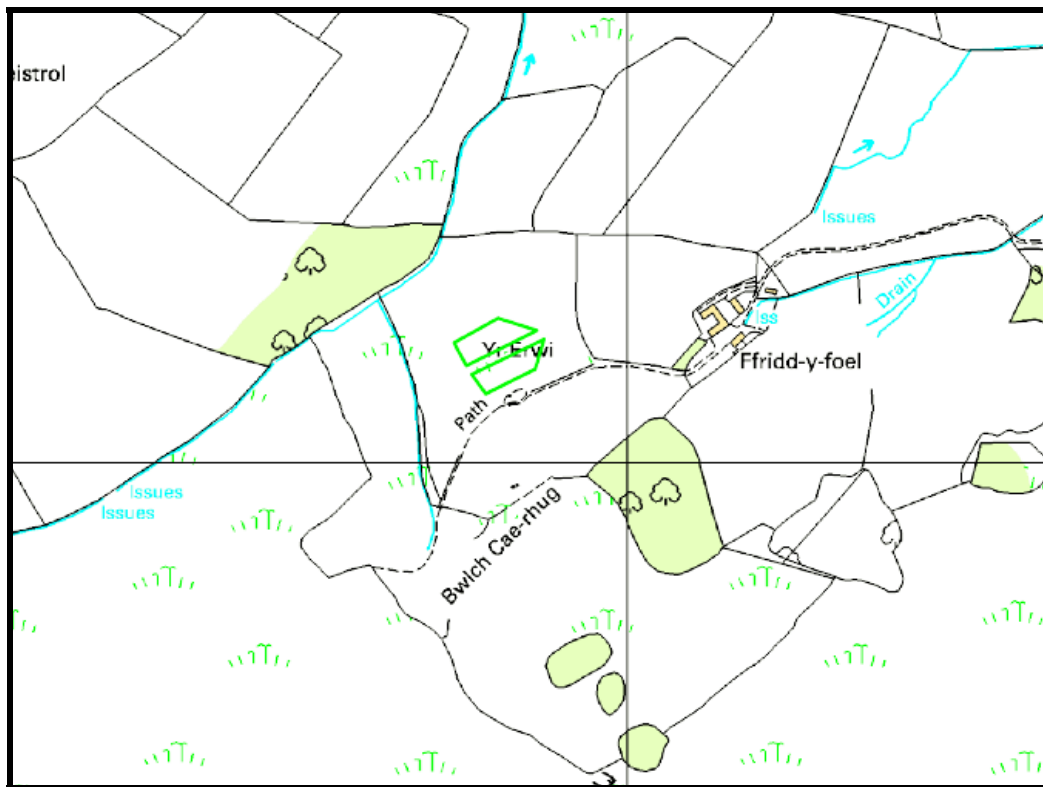 eistrol
Issues
Drain
Iss
Yr Erwi
Ffridd-y-foel
Path
Issues
Issues
Bwlch Cae-rhug